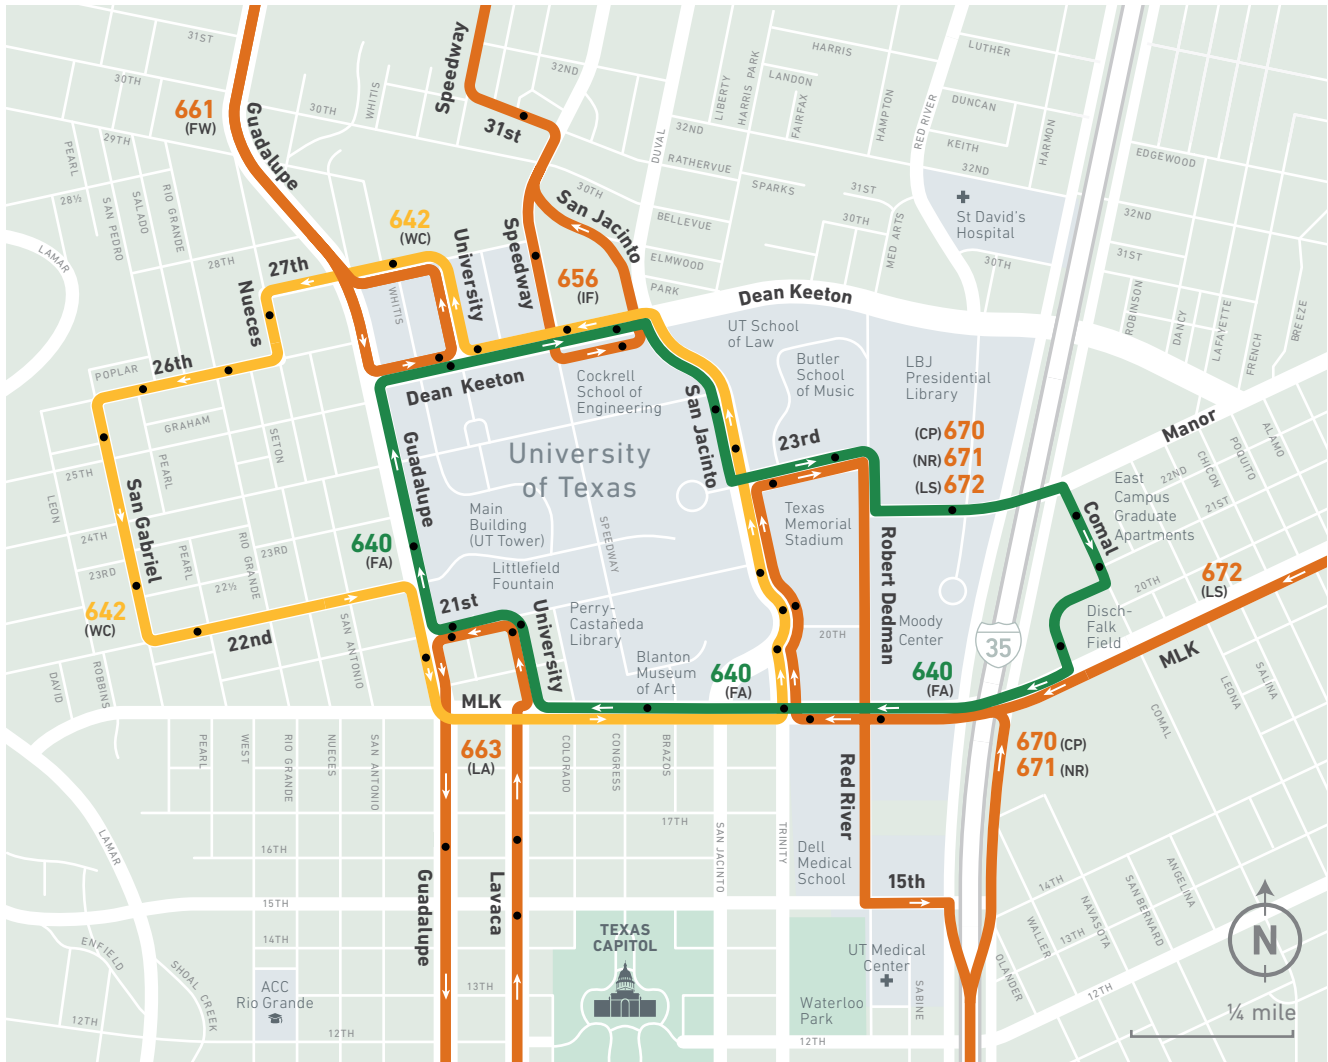 31ST
30TH
661
(FW)
Guadalupe
30TH
WHITIS
Speedway
32ND
31st
HARRIS
LUTHER
LIBERTY
HARRIS PARK
LANDON
FAIRFAX
HAMPTON
RED RIVER
DUNCAN
KEITH
32ND
HARMON
EDGEWOOD
DUVAL
32ND
RATHERVUE
SPARKS
31ST
30TH
MED ARTS
BELLEVUE
ELMWOOD
PARK
30TH
San Jacinto
St David's
Hospital
30TH
32ND
31ST
ROBINSON
DANCY
LAFAYETTE
FRENCH
BREEZE
PEARL
29TH
28½
SAN PEDRO
SALADO
RIO GRANDE
28TH
LAMAR
27th
Nueces
642
(WC)
University
Speedway
656
(IF)
WHITIS
Dean Keeton
UT School
of Law
Butler
School
of Music
LBJ
Presidential
Library
26th
POPLAR
GRAHAM
SETON
PEARL
25TH
LEON
24TH
23RD
San Gabriel
PEARL
22½
RIO GRANDE
23RD
Dean Keeton
Cockrell
School of
Engineering
San Jacinto
23rd
(CP) 670
(NR) 671
(LS) 672
Manor
ALAMO
POQUITO
CHICON
22ND
21ST
20TH
East
Campus
Graduate
Apartments
Comal
University
of Texas
Guadalupe
Main
Building
(UT Tower)
SPEEDWAY
Texas
Memorial
Stadium
Robert Dedman
640
(FA)
Littlefield
Fountain
672
(LS)
642
(WC)
22nd
SAN ANTONIO
21st
University
Perry-
Castañeda
Library
Blanton
Museum
of Art
20TH
Moody
Center
35
Disch-
Falk
Field
MLK
DAVID
ROBBINS
640
(FA)
640
(FA)
SALINA
LEONA
COMAL
MLK
663
(LA)
670 (CP)
671 (NR)
PEARL
WEST
RIO GRANDE
NUECES
SAN ANTONIO
COLORADO
CONGRESS
BRAZOS
Red River
17TH
SAN JACINTO
TRINITY
LAMAR
16TH
Dell
Medical
School
15th
15TH
Guadalupe
Lavaca
14TH
WALLER
13TH
NAVASOTA
SAN BERNARD
ANGELINA
OLANDER
12TH
TEXAS
CAPITOL
ENFIELD
SHOAL CREEK
14TH
13TH
ACC
Rio Grande
12TH
12TH
UT Medical
Center
SABINE
Waterloo
Park
12TH
N
¼ mile